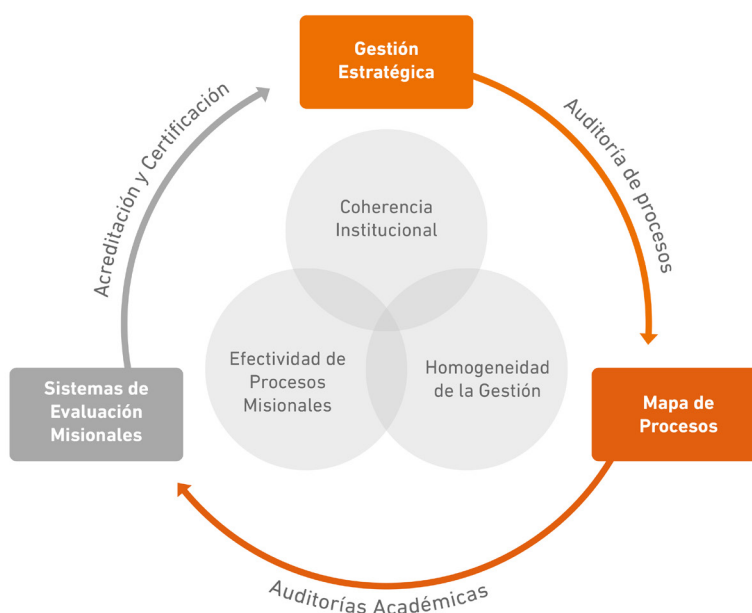 Gestión
Estratégica
Acreditación y Certificación
Auditoría de procesos
Coherencia
Institucional
Efectividad de
Procesos
Misionales
Homogeneidad
de la Gestión
Sistemas de
Evaluación
Misionales
Mapa de
Procesos
Auditorías Académicas